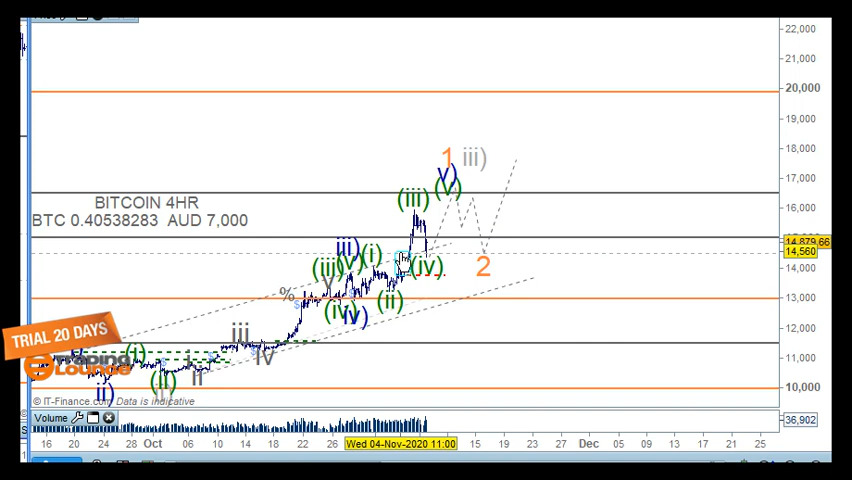 22,000
21,000
20,000
19,000
18,000
17,000
16,000
14,879.66
14,560
14,000
13,000
12,000
11,000
10,000
36,902
1 iii)
v)
(v)
(iii)
BITCOIN 4HR
BTC 0.40538283 AUD 7,000
iii)
(i)
(iii)
(v)
(iv)
2
v
%
(ii)
(iv)
iv)
iii
iv
(i)
ii
(ii)
ii)
TRIAL 20 DAYS
Trading
Lounge
© IT-Finance.com Data is indicative
Volume
16 20 24 28 Oct 06 10 14 18 22 26 Wed 04-Nov-2020 11:00 15 19 23 Dec 05 09 13 17 21 25